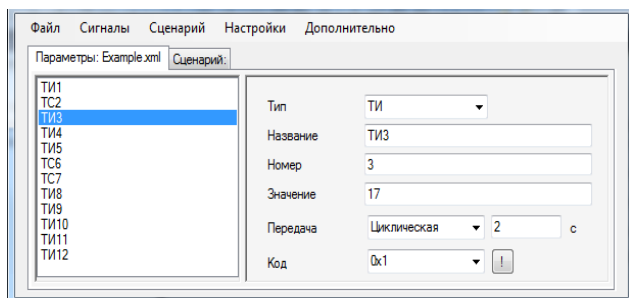 Файл Сигналы Сценарий Настройки Дополнительно
Параметры: Example.xml Сценарий:
ТИ1
ТС2
ТИ3
ТИ4
ТИ5
ТС6
ТС7
ТИ8
ТИ9
ТИ10
ТИ11
ТИ12
Тип ТИ
Название ТИ3
Номер 3
Значение 17
Передача Циклическая 2 с
Код 0x1 !